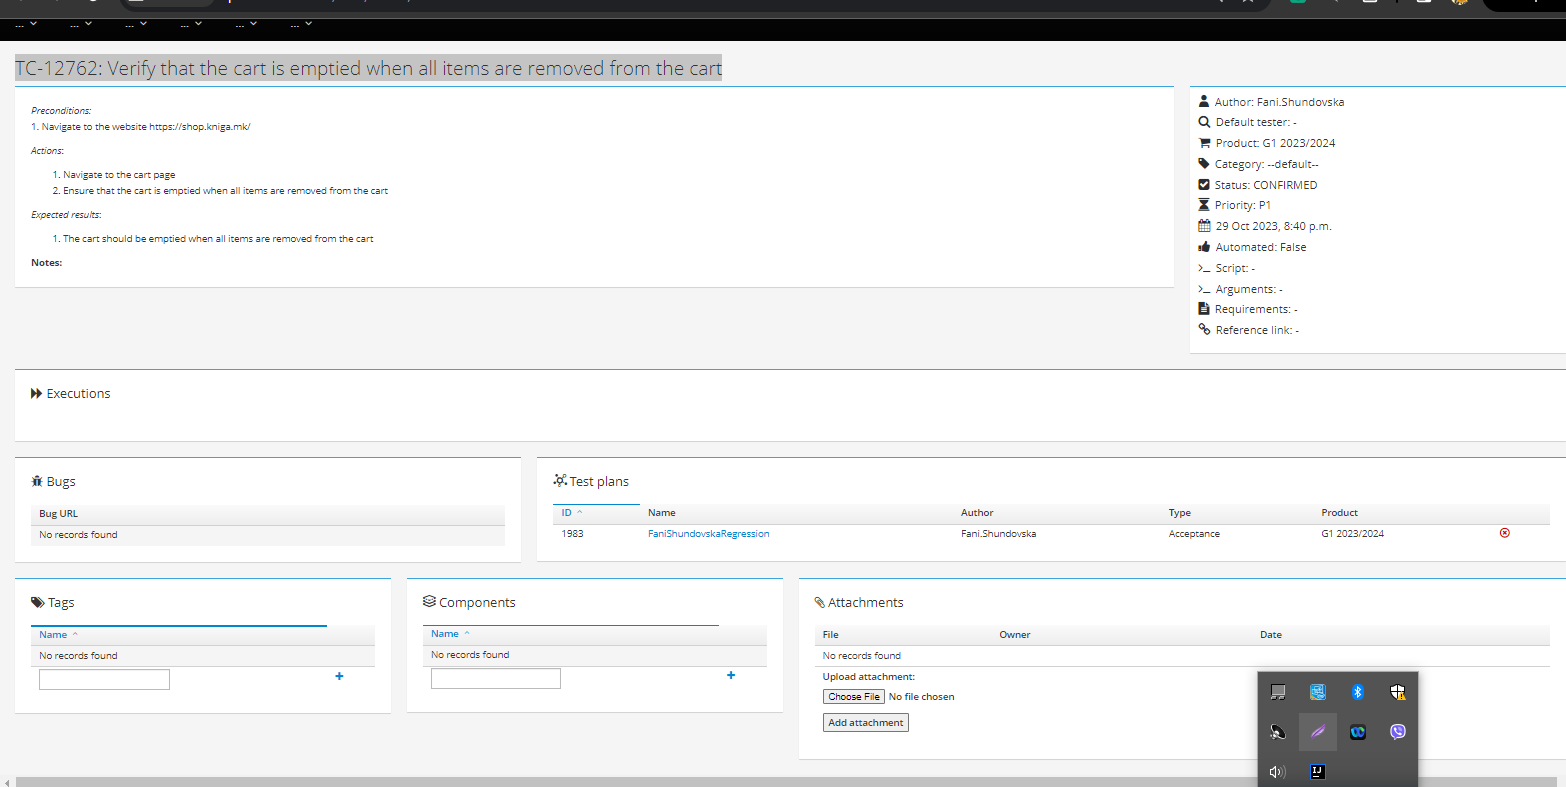 ... ... ... ... ... ...
TC-12762: Verify that the cart is emptied when all items are removed from the cart
Preconditions:
1. Navigate to the website https://shop.kniga.mk/
Actions:
1. Navigate to the cart page
2. Ensure that the cart is emptied when all items are removed from the cart
Expected results:
1. The cart should be emptied when all items are removed from the cart
Notes:
Author: Fani.Shundovska
Default tester: -
Product: G1 2023/2024
Category: --default--
Status: CONFIRMED
Priority: P1
29 Oct 2023, 8:40 p.m.
Automated: False
Script: -
Arguments: -
Requirements: -
Reference link: -
Executions
Bugs
Bug URL
No records found
Test plans
ID Name Author Type Product
1983 FaniShundovskaRegression Fani.Shundovska Acceptance G1 2023/2024
Tags
Name
No records found
Components
Name
No records found
Attachments
File Owner Date
No records found
Upload attachment:
Choose File No file chosen
Add attachment
IJ